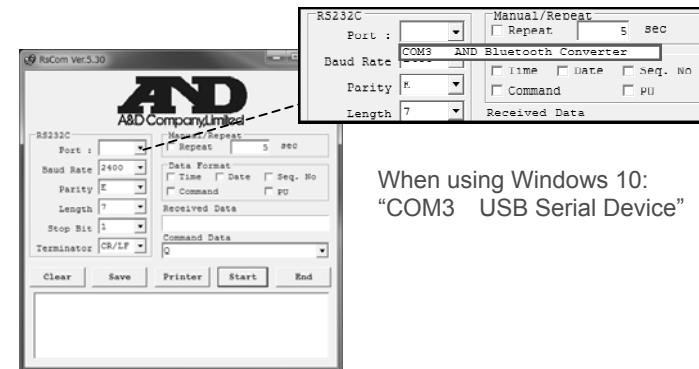 RS232C
Port :
Baud Rate
Parity E
Length 7
Manual/Repeat
Repeat 5 sec
COM3 AND Bluetooth Converter
Time Date Seq. No
Command PU
Received Data
RsCom Ver.5.30
AND
A&D Company,Limited
RS232C
Port :
Baud Rate 2400
Parity E
Length 7
Stop Bit 1
Terminator CR/LF
Manual/Repeat
Repeat 5 sec
Data Format
Time Date Seq. No
Command PU
Received Data
Command Data
Q
Clear Save Printer Start End
When using Windows 10:
“COM3 USB Serial Device”